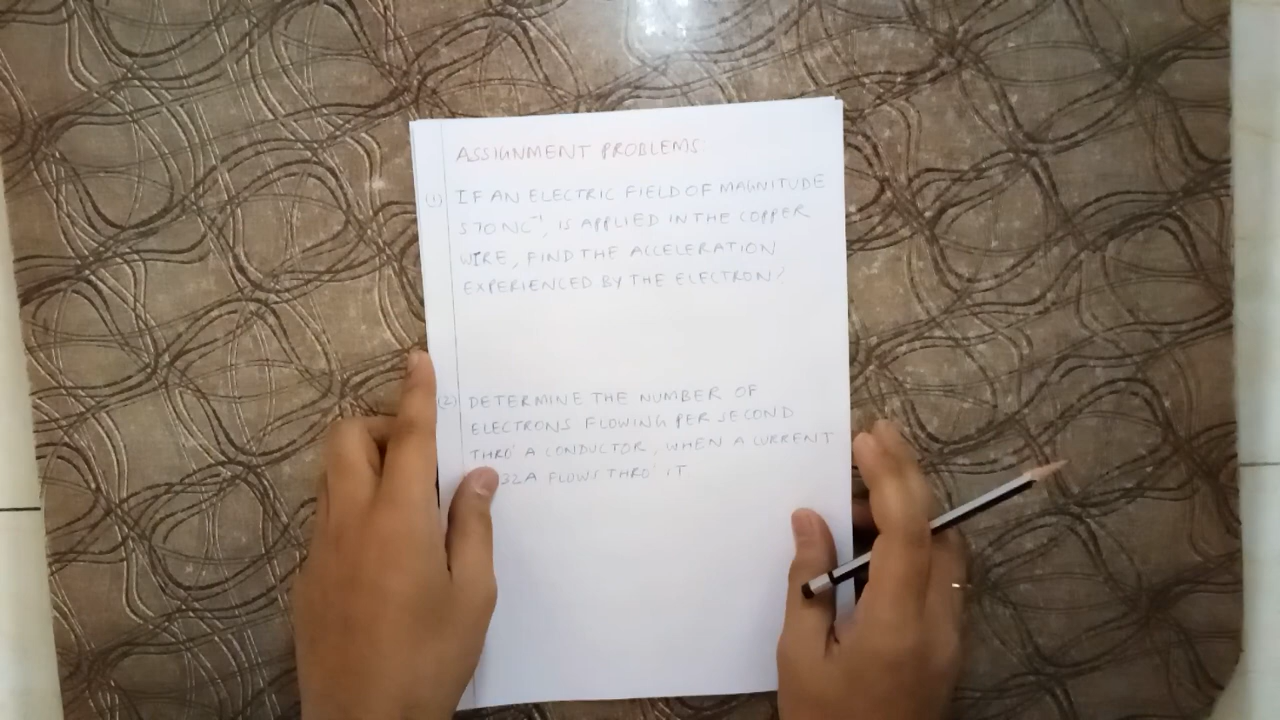 ASSIGNMENT PROBLEMS:
(1) IF AN ELECTRIC FIELD OF MAGNITUDE
570 NC⁻¹, IS APPLIED IN THE COPPER
WIRE, FIND THE ACCELERATION
EXPERIENCED BY THE ELECTRON?
(2) DETERMINE THE NUMBER OF
ELECTRONS FLOWING PER SECOND
THRO' A CONDUCTOR, WHEN A CURRENT
32A FLOWS THRO' IT.